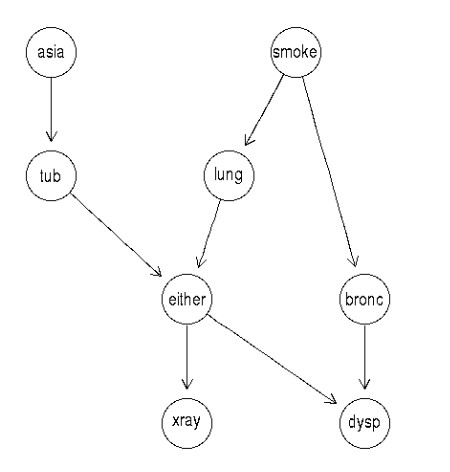 asia
smoke
tub
lung
either
bronc
xray
dysp